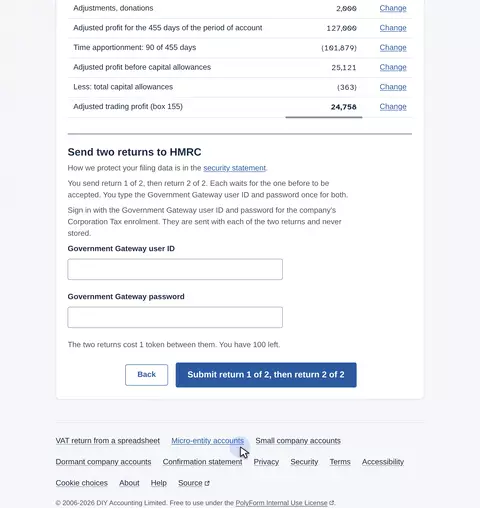 Adjustments, donations 2,000 Change
Adjusted profit for the 455 days of the period of account 127,000 Change
Time apportionment: 90 of 455 days (101,879) Change
Adjusted profit before capital allowances 25,121 Change
Less: total capital allowances (363) Change
Adjusted trading profit (box 155) 24,758 Change
Send two returns to HMRC
How we protect your filing data is in the security statement.
You send return 1 of 2, then return 2 of 2. Each waits for the one before to be
accepted. You type the Government Gateway user ID and password once for both.
Sign in with the Government Gateway user ID and password for the company's
Corporation Tax enrolment. They are sent with each of the two returns and never
stored.
Government Gateway user ID
Government Gateway password
The two returns cost 1 token between them. You have 100 left.
Back Submit return 1 of 2, then return 2 of 2
VAT return from a spreadsheet Micro-entity accounts Small company accounts
Dormant company accounts Confirmation statement Privacy Security Terms Accessibility
Cookie choices About Help Source
© 2006-2026 DIY Accounting Limited. Free to use under the PolyForm Internal Use License.